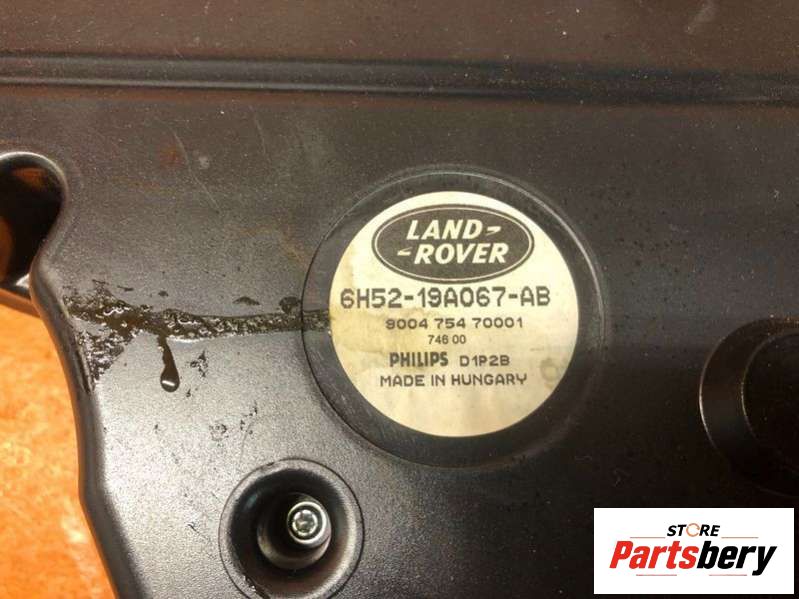 LAND-
-ROVER
6H52-19A067-AB
9004 754 70001
746 00
PHILIPS D1P2B
MADE IN HUNGARY
STORE
Partsbery